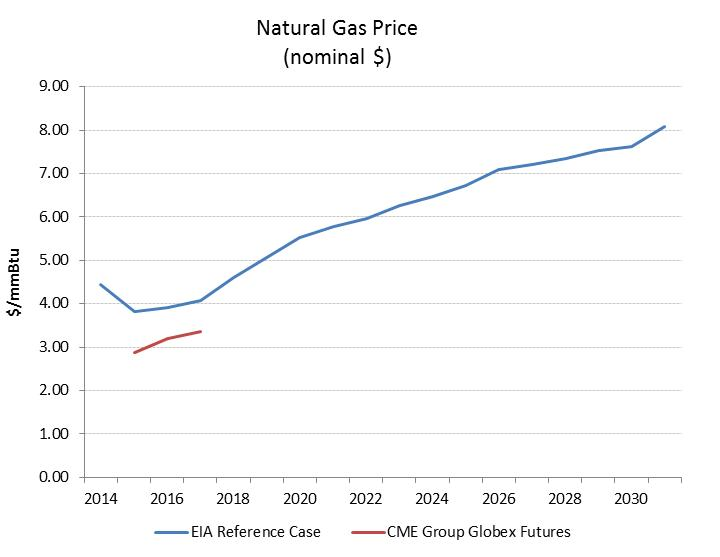 Natural Gas Price
(nominal $)
9.00
8.00
7.00
6.00
5.00
4.00
3.00
2.00
1.00
0.00
$/mmBtu
2014 2016 2018 2020 2022 2024 2026 2028 2030
EIA Reference Case CME Group Globex Futures